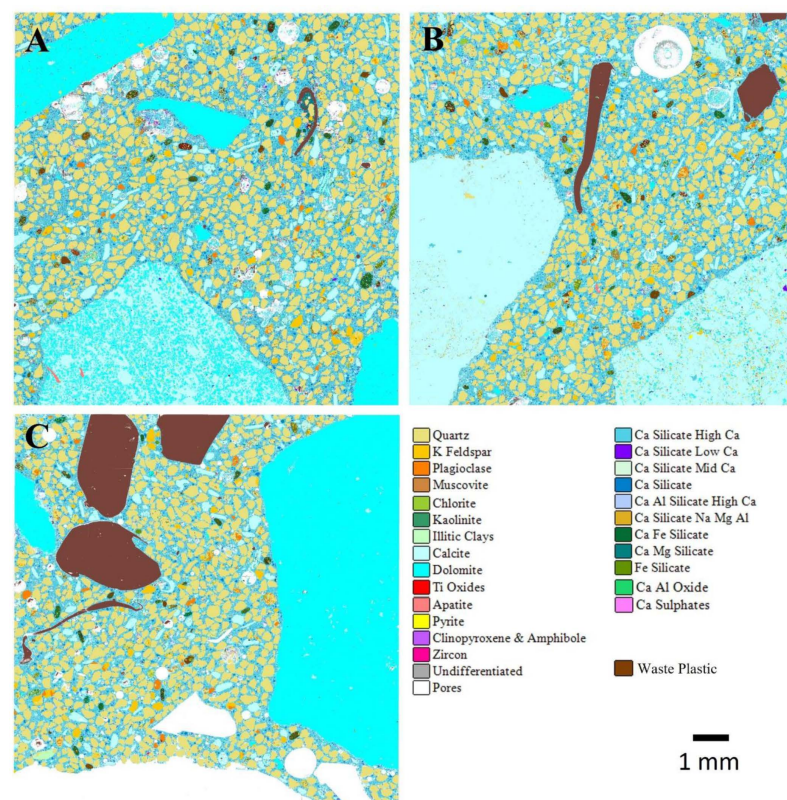 A
B
C
Quartz
K Feldspar
Plagioclase
Muscovite
Chlorite
Kaolinite
Illitic Clays
Calcite
Dolomite
Ti Oxides
Apatite
Pyrite
Clinopyroxene & Amphibole
Zircon
Undifferentiated
Pores
Ca Silicate High Ca
Ca Silicate Low Ca
Ca Silicate Mid Ca
Ca Silicate
Ca Al Silicate High Ca
Ca Silicate Na Mg Al
Ca Fe Silicate
Ca Mg Silicate
Fe Silicate
Ca Al Oxide
Ca Sulphates
Waste Plastic
1 mm